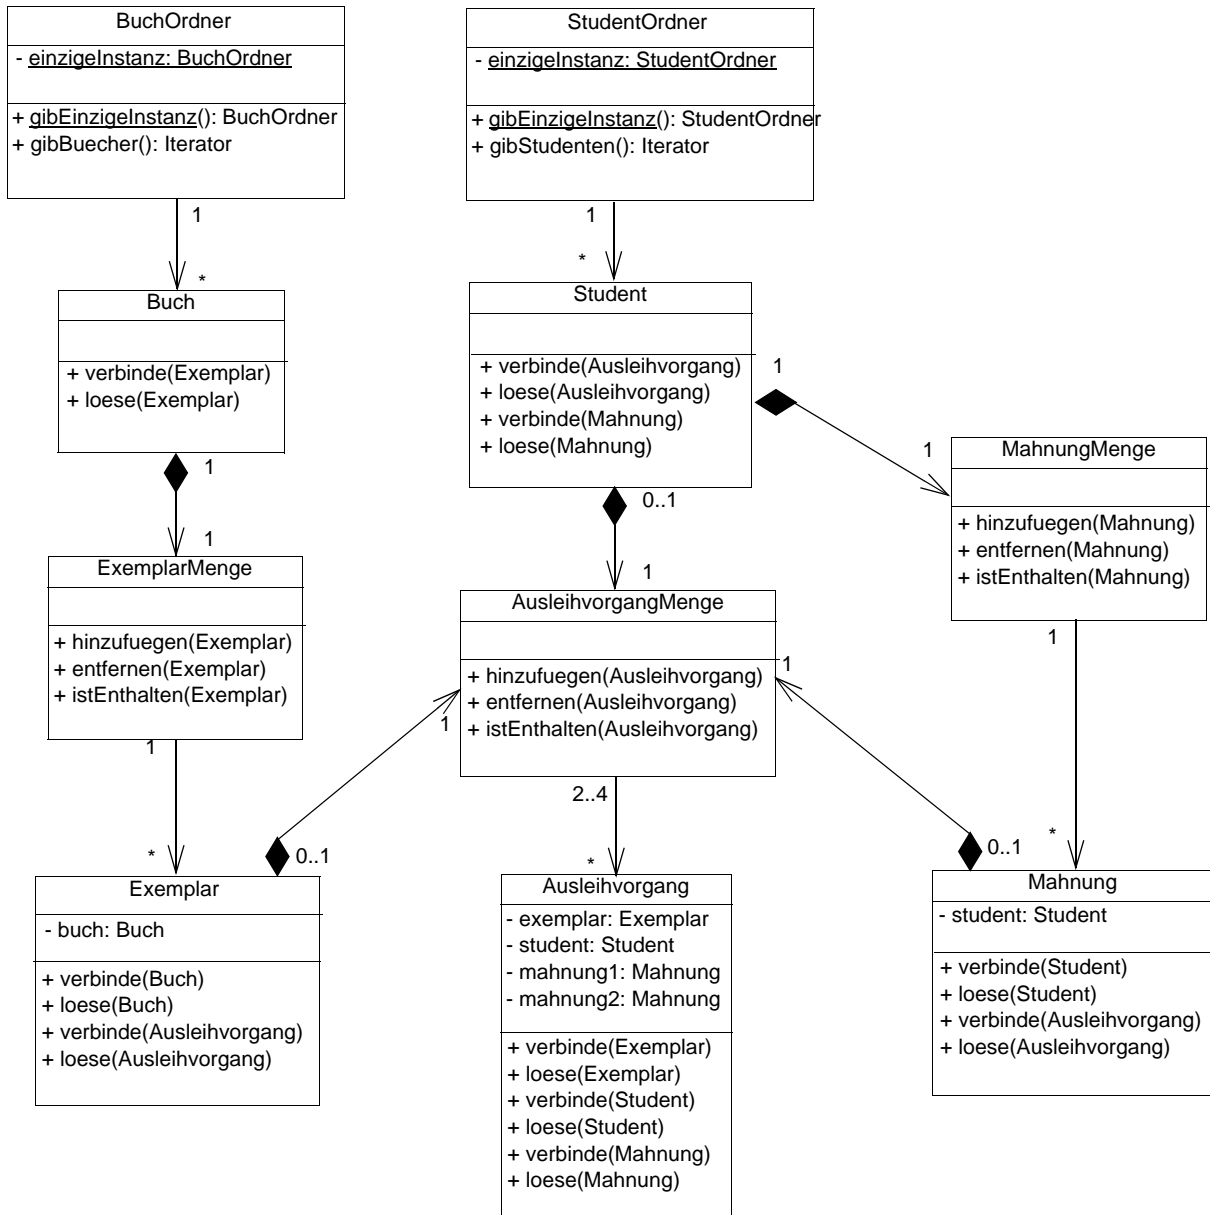 BuchOrdner
- einzigeInstanz: BuchOrdner
+ gibEinzigeInstanz(): BuchOrdner
+ gibBuecher(): Iterator
1
*
StudentOrdner
- einzigeInstanz: StudentOrdner
+ gibEinzigeInstanz(): StudentOrdner
+ gibStudenten(): Iterator
1
*
Buch
+ verbinde(Exemplar)
+ loese(Exemplar)
1
1
Student
+ verbinde(Ausleihvorgang)
+ loese(Ausleihvorgang)
+ verbinde(Mahnung)
+ loese(Mahnung)
1
1
0..1
1
MahnungMenge
+ hinzufuegen(Mahnung)
+ entfernen(Mahnung)
+ istEnthalten(Mahnung)
1
*
ExemplarMenge
+ hinzufuegen(Exemplar)
+ entfernen(Exemplar)
+ istEnthalten(Exemplar)
1
*
AusleihvorgangMenge
+ hinzufuegen(Ausleihvorgang)
+ entfernen(Ausleihvorgang)
+ istEnthalten(Ausleihvorgang)
1
1
2..4
*
0..1
0..1
Exemplar
- buch: Buch
+ verbinde(Buch)
+ loese(Buch)
+ verbinde(Ausleihvorgang)
+ loese(Ausleihvorgang)
Ausleihvorgang
- exemplar: Exemplar
- student: Student
- mahnung1: Mahnung
- mahnung2: Mahnung
+ verbinde(Exemplar)
+ loese(Exemplar)
+ verbinde(Student)
+ loese(Student)
+ verbinde(Mahnung)
+ loese(Mahnung)
Mahnung
- student: Student
+ verbinde(Student)
+ loese(Student)
+ verbinde(Ausleihvorgang)
+ loese(Ausleihvorgang)